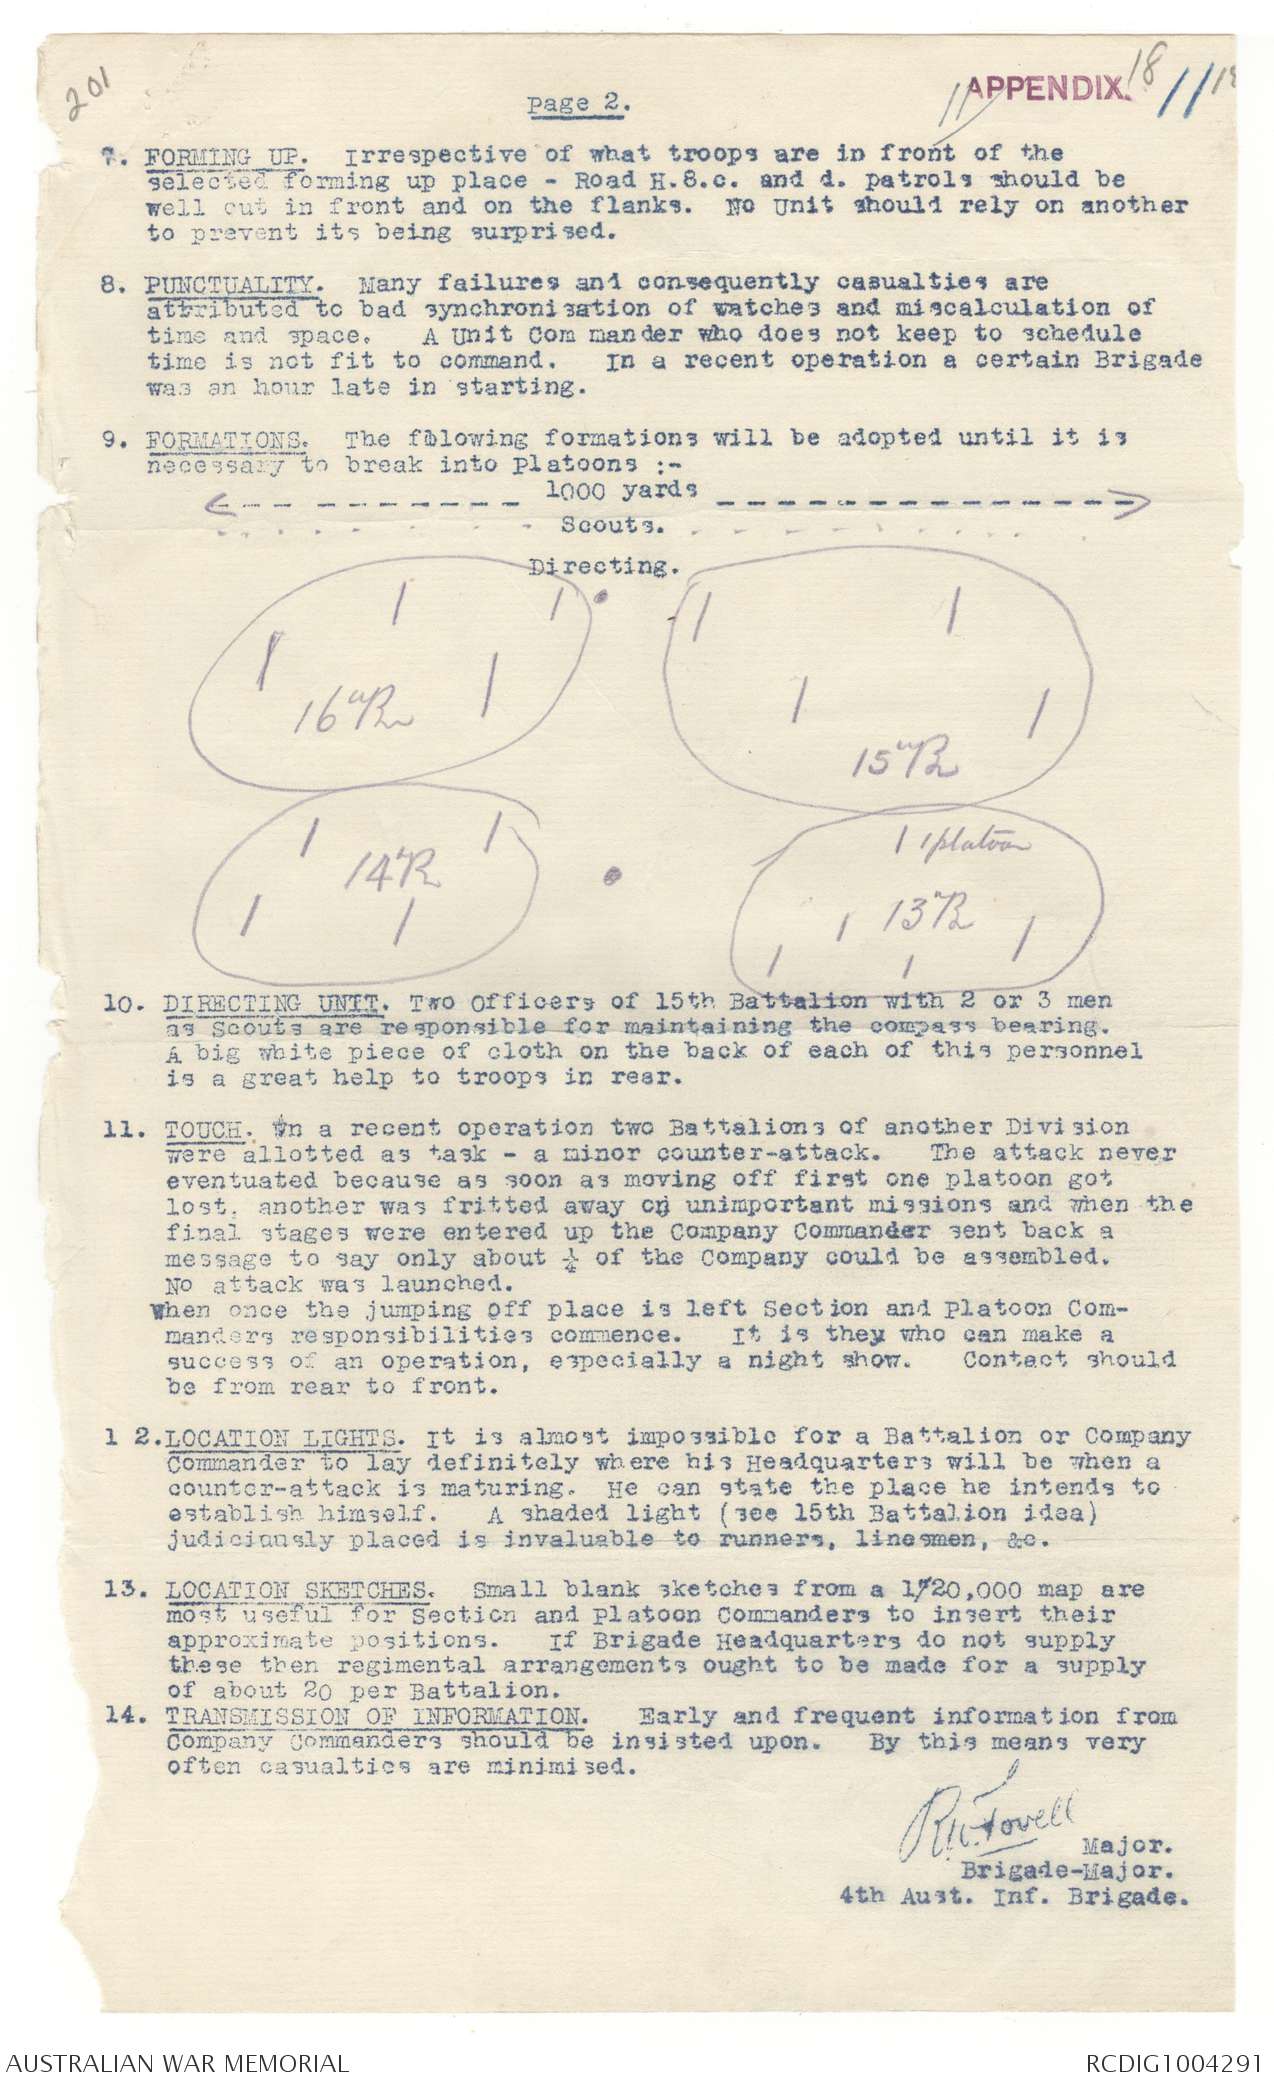 201
APPENDIX 18
11
11/18
Page 2.
7. FORMING UP. Irrespective of what troops are in front of the
selected forming up place - Road H.8.c. and d. patrols should be
well out in front and on the flanks. No Unit should rely on another
to prevent its being surprised.
8. PUNCTUALITY. Many failures and consequently casualties are
attributed to bad synchronisation of watches and miscalculation of
time and space. A Unit Com mander who does not keep to schedule
time is not fit to command. In a recent operation a certain Brigade
was an hour late in starting.
9. FORMATIONS. The fblowing formations will be adopted until it is
necessary to break into Platoons :-
1000 yards
Scouts.
Directing.
16th Bn
15th Bn
14th Bn
1 platoon
13th Bn
10. DIRECTING UNIT. Two Officers of 15th Battalion with 2 or 3 men
as Scouts are responsible for maintaining the compass bearing.
A big white piece of cloth on the back of each of this personnel
is a great help to troops in rear.
11. TOUCH. In a recent operation two Battalions of another Division
were allotted as task - a minor counter-attack. The attack never
eventuated because as soon as moving off first one platoon got
lost, another was fritted away on unimportant missions and when the
final stages were entered up the Company Commander sent back a
message to say only about ¼ of the Company could be assembled.
No attack was launched.
When once the jumping off place is left Section and Platoon Com-
manders responsibilities commence. It is they who can make a
success of an operation, especially a night show. Contact should
be from rear to front.
1 2. LOCATION LIGHTS. It is almost impossible for a Battalion or Company
Commander to lay definitely where his Headquarters will be when a
counter-attack is maturing. He can state the place he intends to
establish himself. A shaded light (see 15th Battalion idea)
judiciously placed is invaluable to runners, linesmen, &c.
13. LOCATION SKETCHES. Small blank sketches from a 1/20,000 map are
most useful for Section and Platoon Commanders to insert their
approximate positions. If Brigade Headquarters do not supply
these then regimental arrangements ought to be made for a supply
of about 20 per Battalion.
14. TRANSMISSION OF INFORMATION. Early and frequent information from
Company Commanders should be insisted upon. By this means very
often casualties are minimised.
Major.
Brigade-Major.
4th Aust. Inf. Brigade.
AUSTRALIAN WAR MEMORIAL
RCDIG1004291